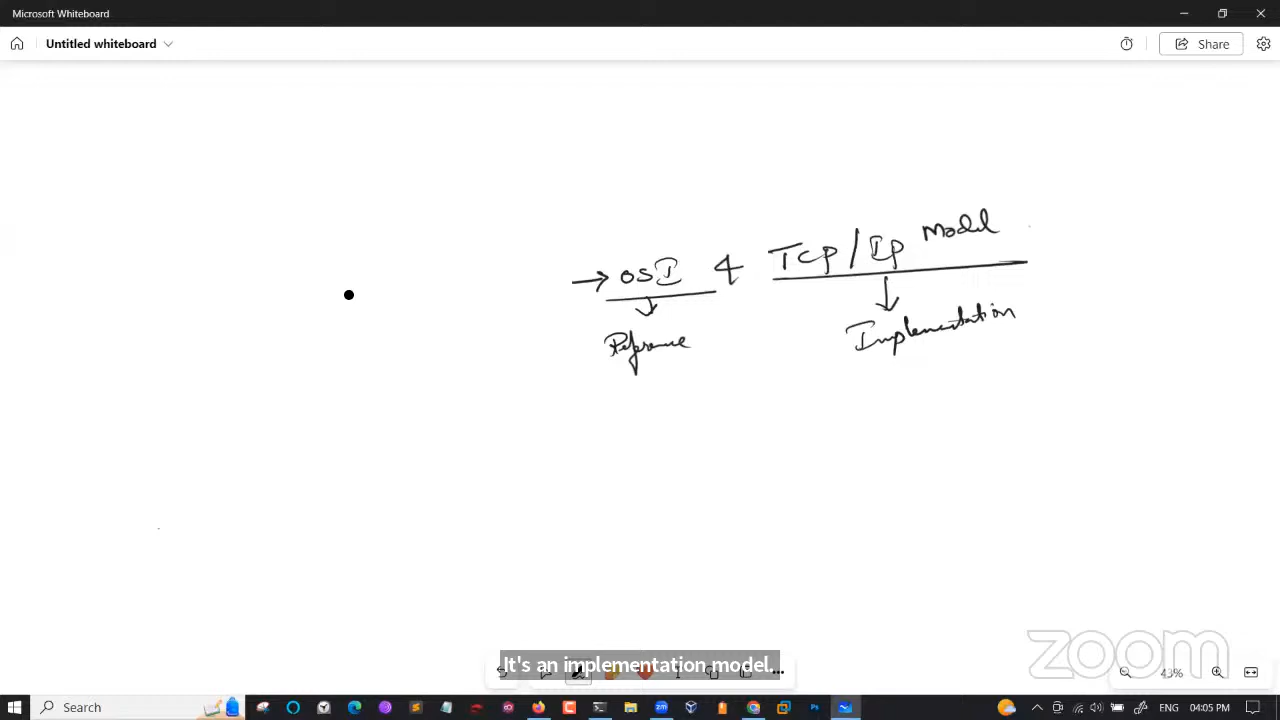 Microsoft Whiteboard
Untitled whiteboard
Share
→ OSI & TCP/IP Model
Reference
Implementation
It's an implementation model.
zoom
43%
Search
ENG
04:05 PM